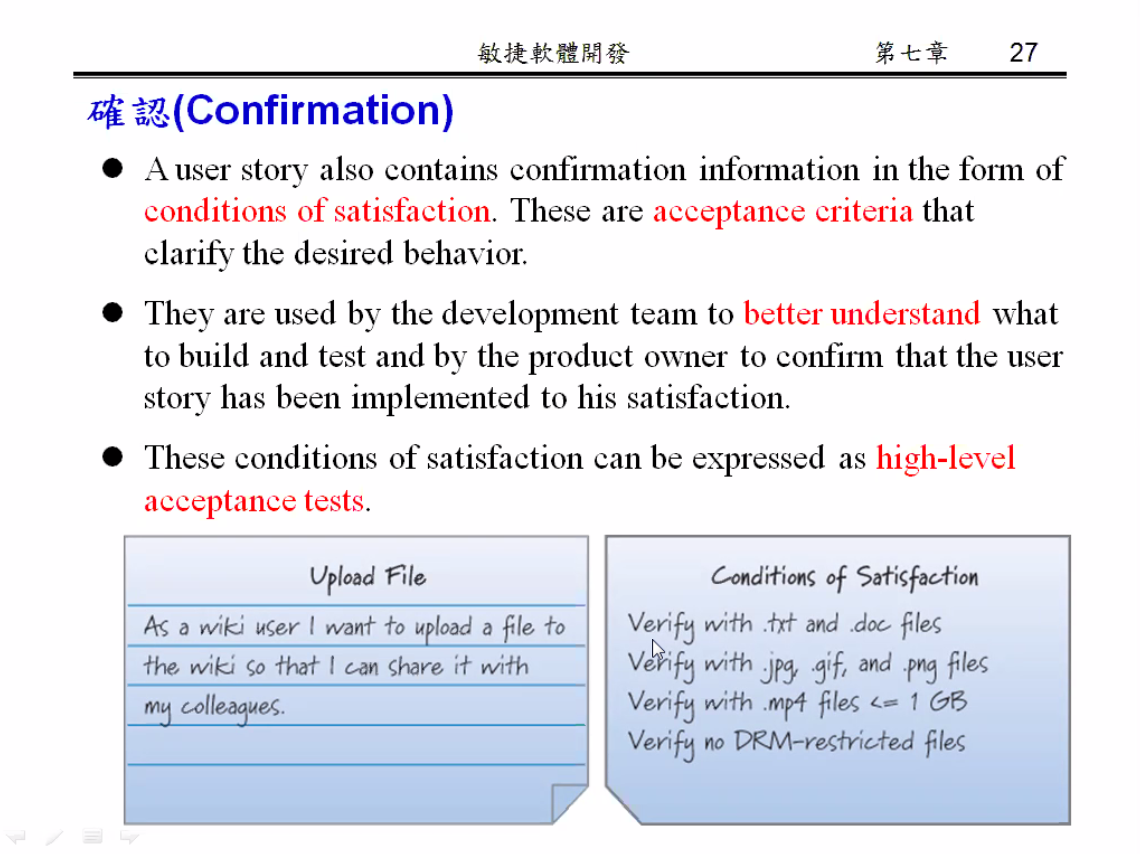 敏捷軟體開發 第七章 27
確認(Confirmation)
● A user story also contains confirmation information in the form of
conditions of satisfaction. These are acceptance criteria that
clarify the desired behavior.
● They are used by the development team to better understand what
to build and test and by the product owner to confirm that the user
story has been implemented to his satisfaction.
● These conditions of satisfaction can be expressed as high-level
acceptance tests.
Upload File
As a wiki user I want to upload a file to
the wiki so that I can share it with
my colleagues.
Conditions of Satisfaction
Verify with .txt and .doc files
Verify with .jpg, .gif, and .png files
Verify with .mp4 files <= 1 GB
Verify no DRM-restricted files